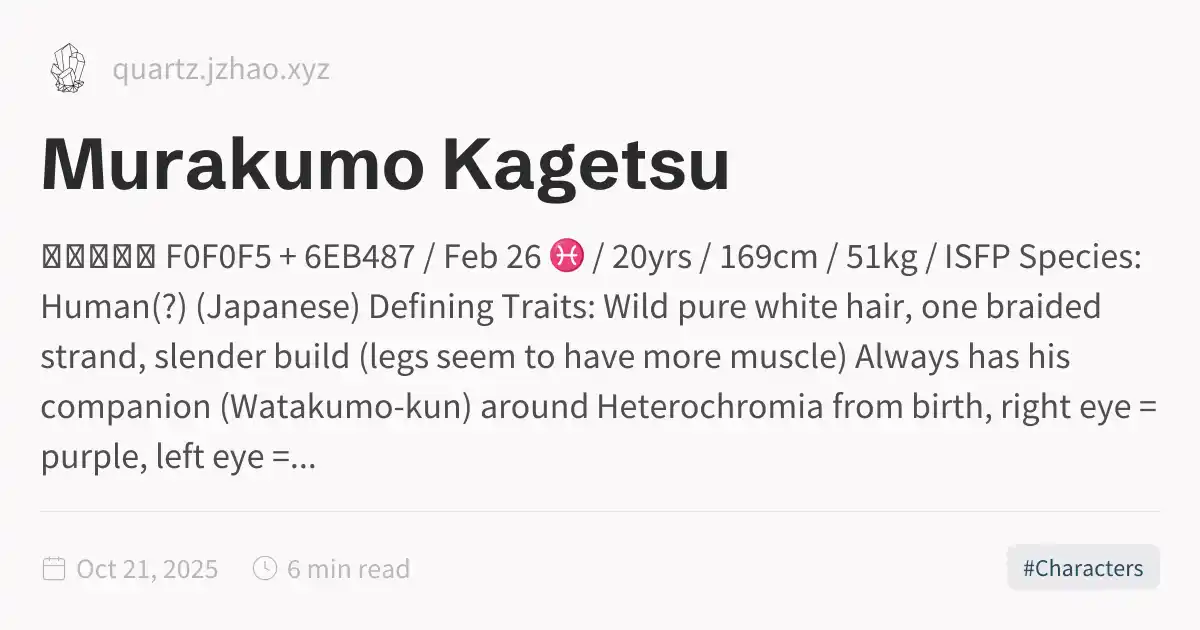 quartz.jzhao.xyz
Murakumo Kagetsu
F0F0F5 + 6EB487 / Feb 26 ♓ / 20yrs / 169cm / 51kg / ISFP Species:
Human(?) (Japanese) Defining Traits: Wild pure white hair, one braided
strand, slender build (legs seem to have more muscle) Always has his
companion (Watakumo-kun) around Heterochromia from birth, right eye =
purple, left eye =...
Oct 21, 2025
6 min read
#Characters